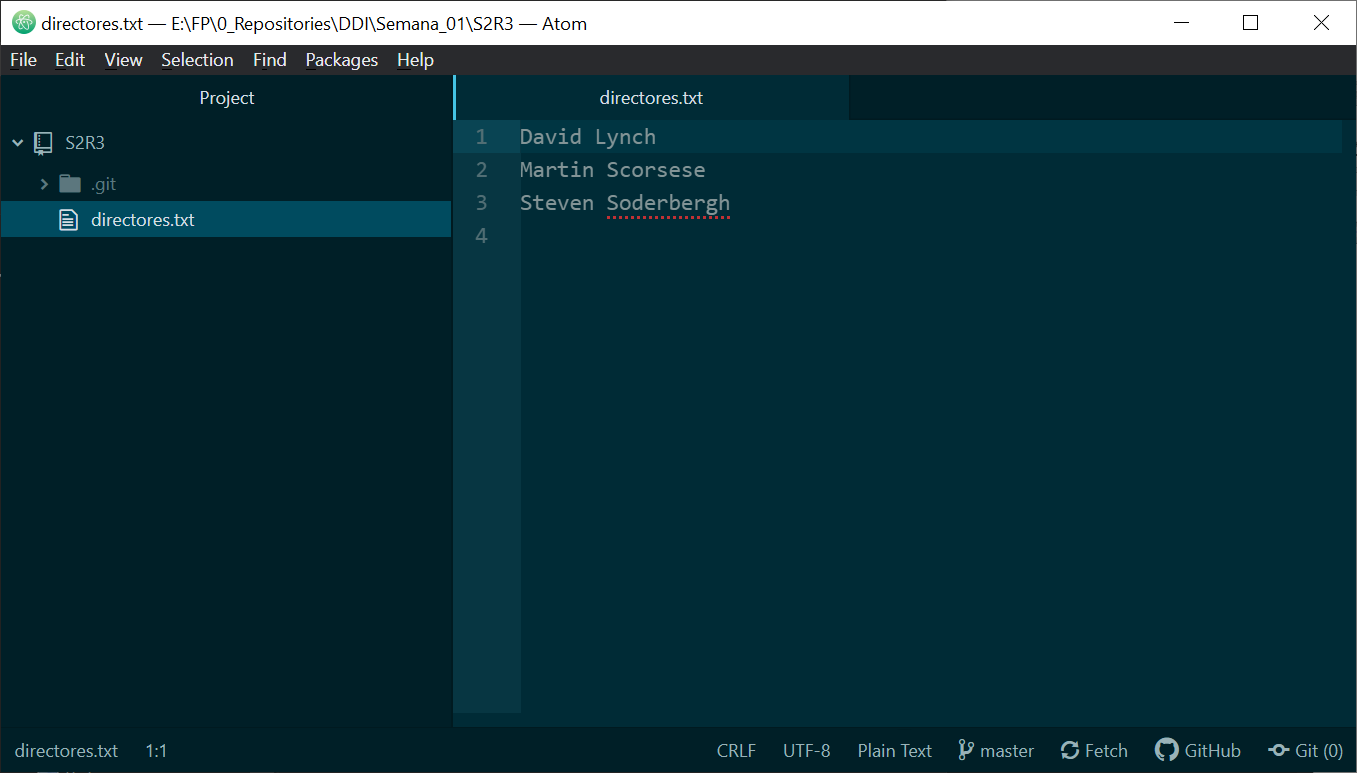 directores.txt — E:\FP\0_Repositories\DDI\Semana_01\S2R3 — Atom
File Edit View Selection Find Packages Help
Project
S2R3
.git
directores.txt
directores.txt
1 David Lynch
2 Martin Scorsese
3 Steven Soderbergh
4
directores.txt 1:1 CRLF UTF-8 Plain Text master Fetch GitHub Git (0)